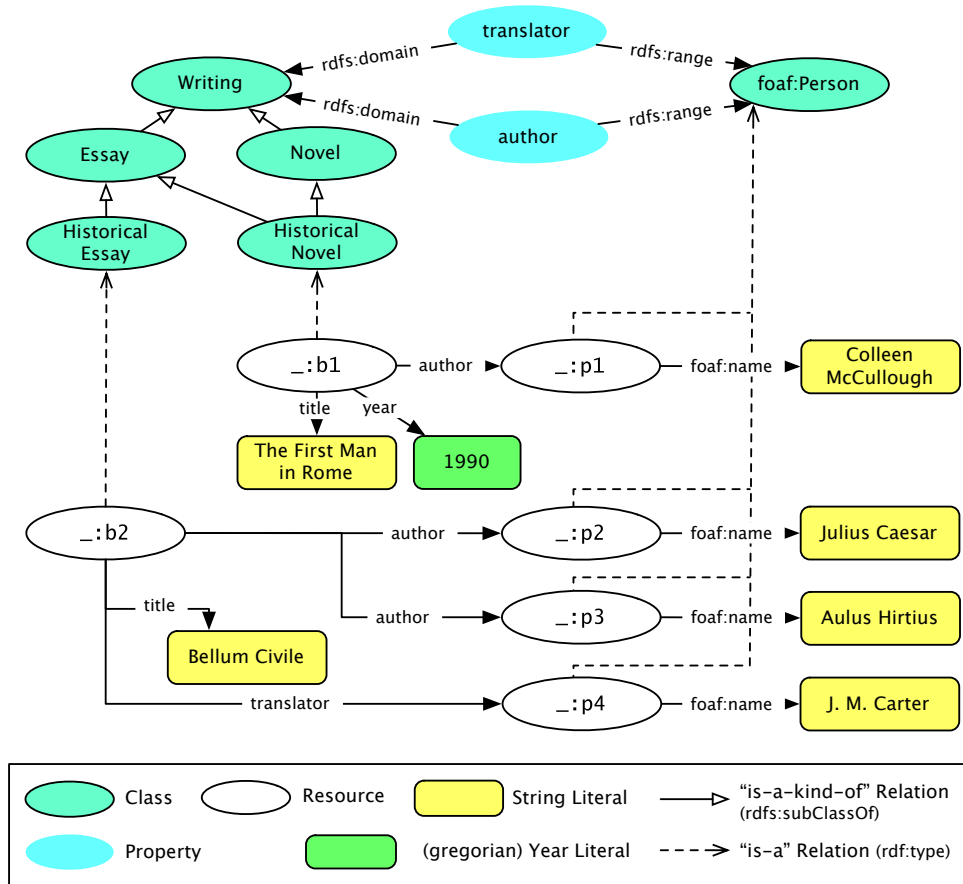 translator
rdfs:domain
rdfs:range
Writing
foaf:Person
rdfs:domain
rdfs:range
author
Essay
Novel
Historical
Essay
Historical
Novel
_:b1
author
_:p1
foaf:name
Colleen
McCullough
title
year
The First Man
in Rome
1990
_:b2
author
_:p2
foaf:name
Julius Caesar
title
author
_:p3
foaf:name
Aulus Hirtius
Bellum Civile
translator
_:p4
foaf:name
J. M. Carter
Class
Resource
String Literal
“is-a-kind-of” Relation
(rdfs:subClassOf)
Property
(gregorian) Year Literal
“is-a” Relation (rdf:type)